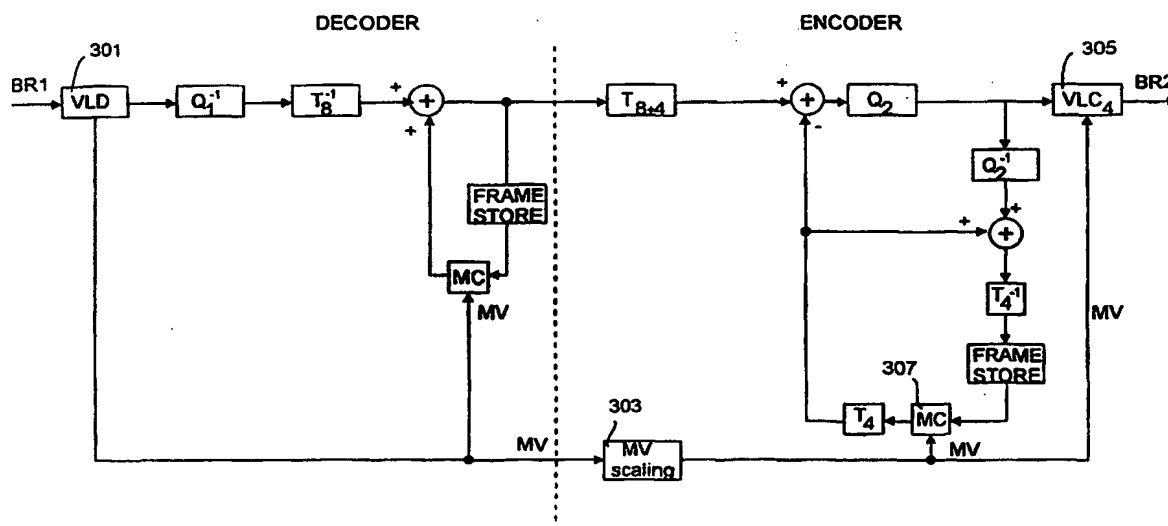 DECODER
ENCODER
301
305
BR1
VLD
Q₁⁻¹
T₈⁻¹
+
+
+
T₈₊₄
+
+
-
Q₂
VLC₄
BR2
FRAME
STORE
Q₂⁻¹
+
+
+
MC
MV
T₄⁻¹
MV
FRAME
STORE
307
303
T₄
MC
MV
MV
scaling
MV